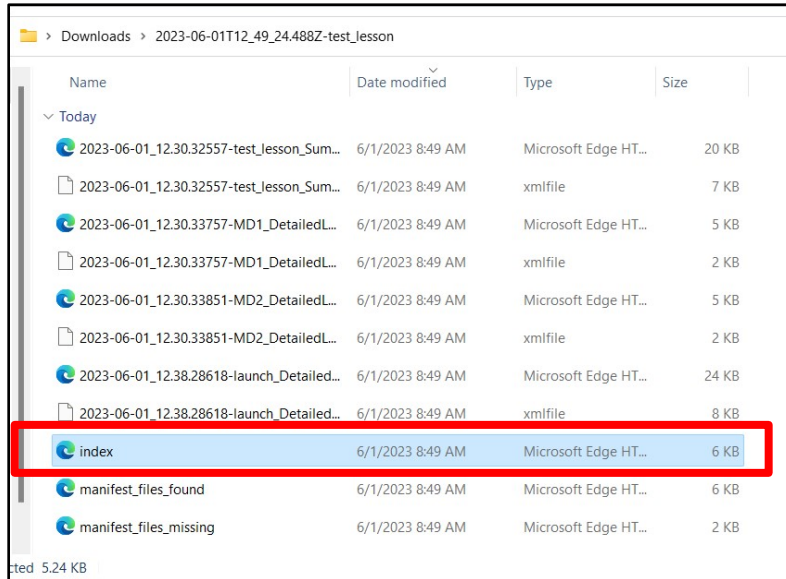 > Downloads > 2023-06-01T12_49_24.488Z-test_lesson
Name Date modified Type Size
Today
2023-06-01_12.30.32557-test_lesson_Sum... 6/1/2023 8:49 AM Microsoft Edge HT... 20 KB
2023-06-01_12.30.32557-test_lesson_Sum... 6/1/2023 8:49 AM xmlfile 7 KB
2023-06-01_12.30.33757-MD1_DetailedL... 6/1/2023 8:49 AM Microsoft Edge HT... 5 KB
2023-06-01_12.30.33757-MD1_DetailedL... 6/1/2023 8:49 AM xmlfile 2 KB
2023-06-01_12.30.33851-MD2_DetailedL... 6/1/2023 8:49 AM Microsoft Edge HT... 5 KB
2023-06-01_12.30.33851-MD2_DetailedL... 6/1/2023 8:49 AM xmlfile 2 KB
2023-06-01_12.38.28618-launch_Detailed... 6/1/2023 8:49 AM Microsoft Edge HT... 24 KB
2023-06-01_12.38.28618-launch_Detailed... 6/1/2023 8:49 AM xmlfile 8 KB
index 6/1/2023 8:49 AM Microsoft Edge HT... 6 KB
manifest_files_found 6/1/2023 8:49 AM Microsoft Edge HT... 6 KB
manifest_files_missing 6/1/2023 8:49 AM Microsoft Edge HT... 2 KB
cted 5.24 KB